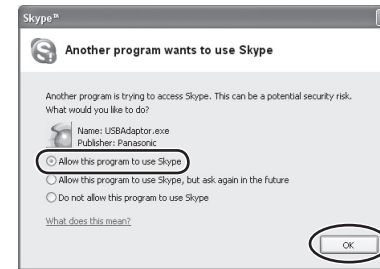 Skype™
Another program wants to use Skype
Another program is trying to access Skype. This can be a potential security risk.
What would you like to do?
Name: USBAdaptor.exe
Publisher: Panasonic
Allow this program to use Skype
Allow this program to use Skype, but ask again in the future
Do not allow this program to use Skype
What does this mean?
OK